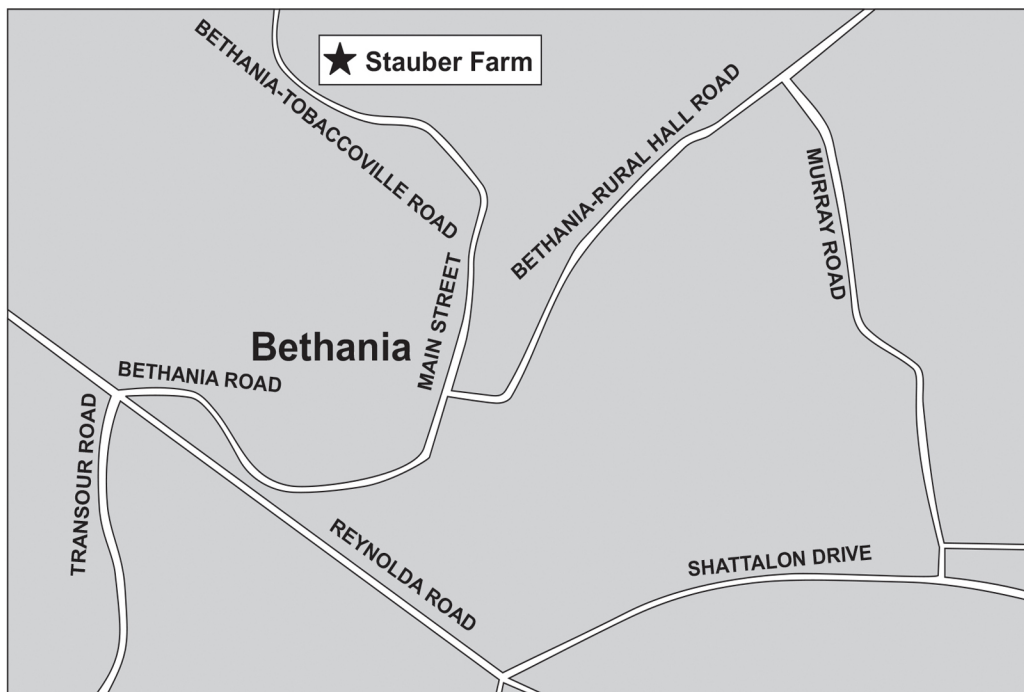 BETHANIA-TOBACCOVILLE ROAD
★ Stauber Farm
BETHANIA-RURAL HALL ROAD
MURRAY ROAD
MAIN STREET
Bethania
BETHANIA ROAD
TRANSOUR ROAD
REYNOLDA ROAD
SHATTALON DRIVE